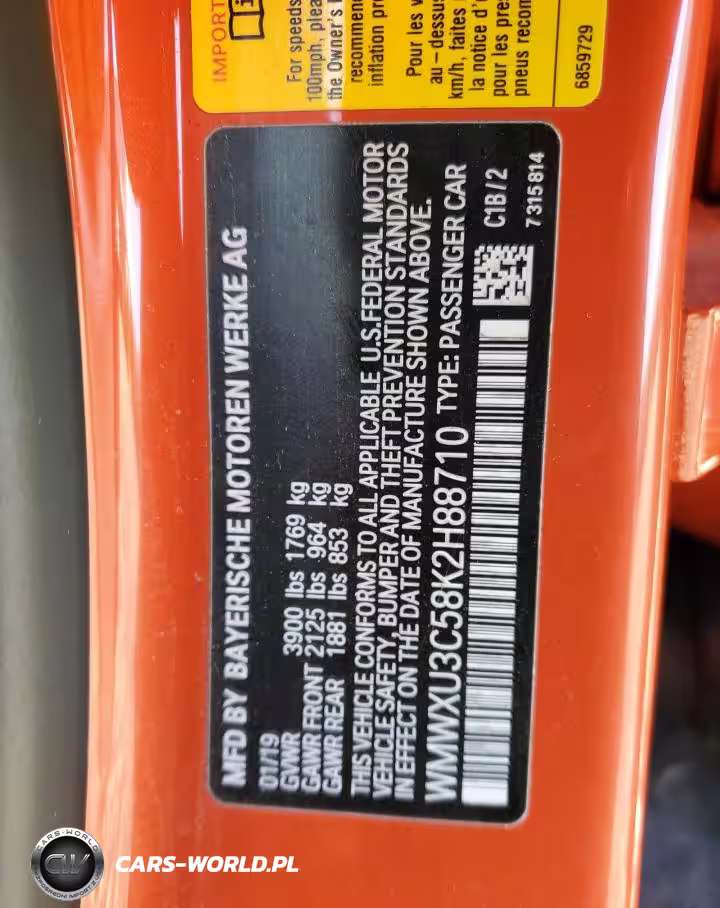 IMPORT
For speeds
100mph, plea
the Owner's
recommen
inflation pr
Pour les v
au-dessus
km/h, faites
la notice d'
pour les pre
pneus recom
6859729
MFD BY BAYERISCHE MOTOREN WERKE AG
01/19
GVWR 3900 lbs 1769 kg
GAWR FRONT 2125 lbs 964 kg
GAWR REAR 1881 lbs 853 kg
THIS VEHICLE CONFORMS TO ALL APPLICABLE U.S. FEDERAL MOTOR
VEHICLE SAFETY, BUMPER AND THEFT PREVENTION STANDARDS
IN EFFECT ON THE DATE OF MANUFACTURE SHOWN ABOVE.
WMWXU3C58K2H88710 TYPE: PASSENGER CAR
C1B/2
7315814
CARS-WORLD
CW
CARS-WORLD.PL